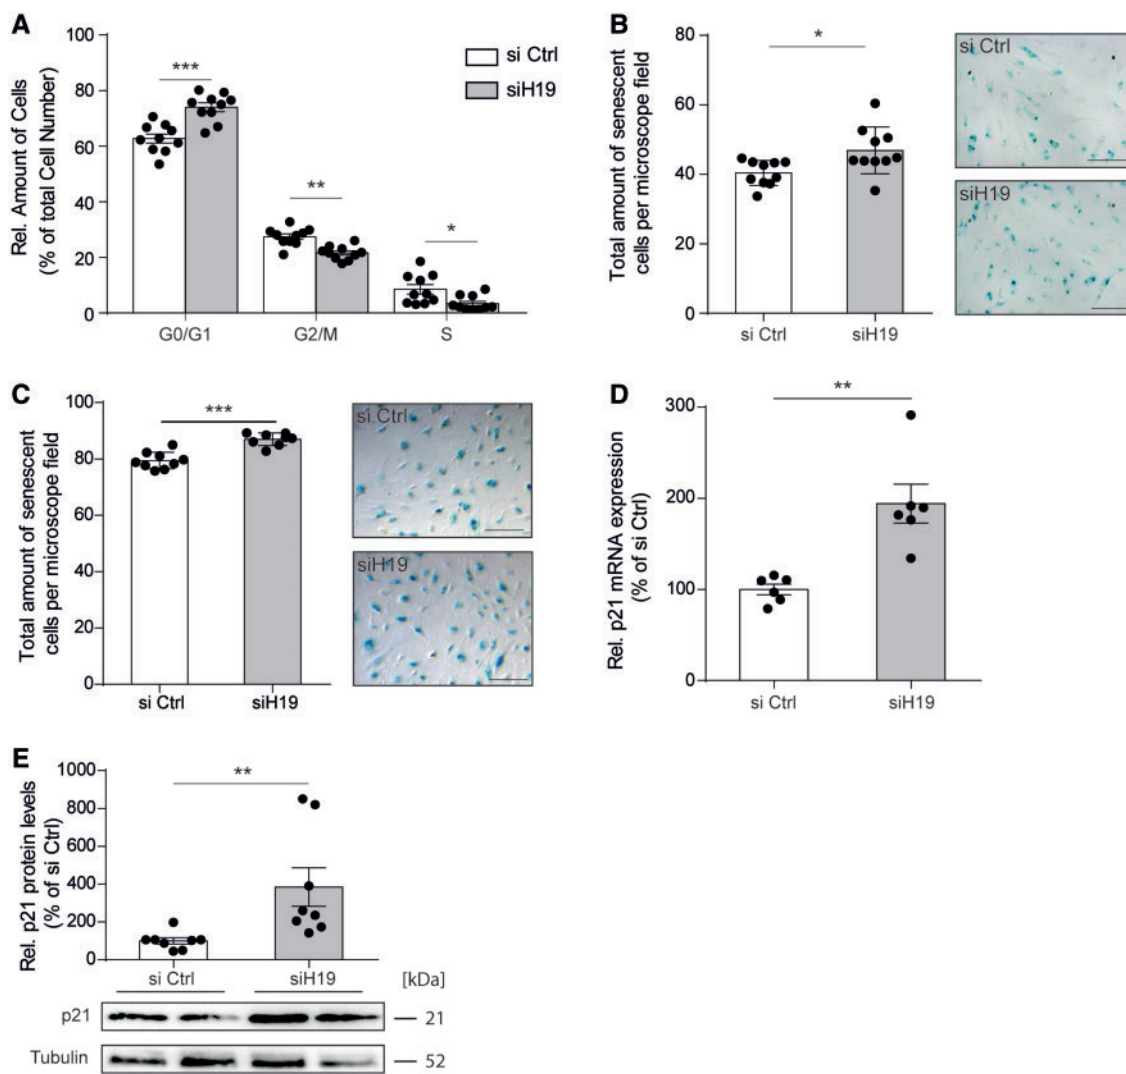 A
Rel. Amount of Cells
(% of total Cell Number)
100
80
60
40
20
0
***
**
*
G0/G1
G2/M
S
si Ctrl
siH19
B
Total amount of senescent
cells per microscope field
80
60
40
20
0
*
si Ctrl
siH19
si Ctrl
siH19
C
Total amount of senescent
cells per microscope field
100
80
60
40
20
0
***
si Ctrl
siH19
si Ctrl
siH19
D
Rel. p21 mRNA expression
(% of si Ctrl)
300
200
100
0
**
si Ctrl
siH19
E
Rel. p21 protein levels
(% of si Ctrl)
1000
800
600
400
200
0
**
si Ctrl
siH19
[kDa]
p21
21
Tubulin
52